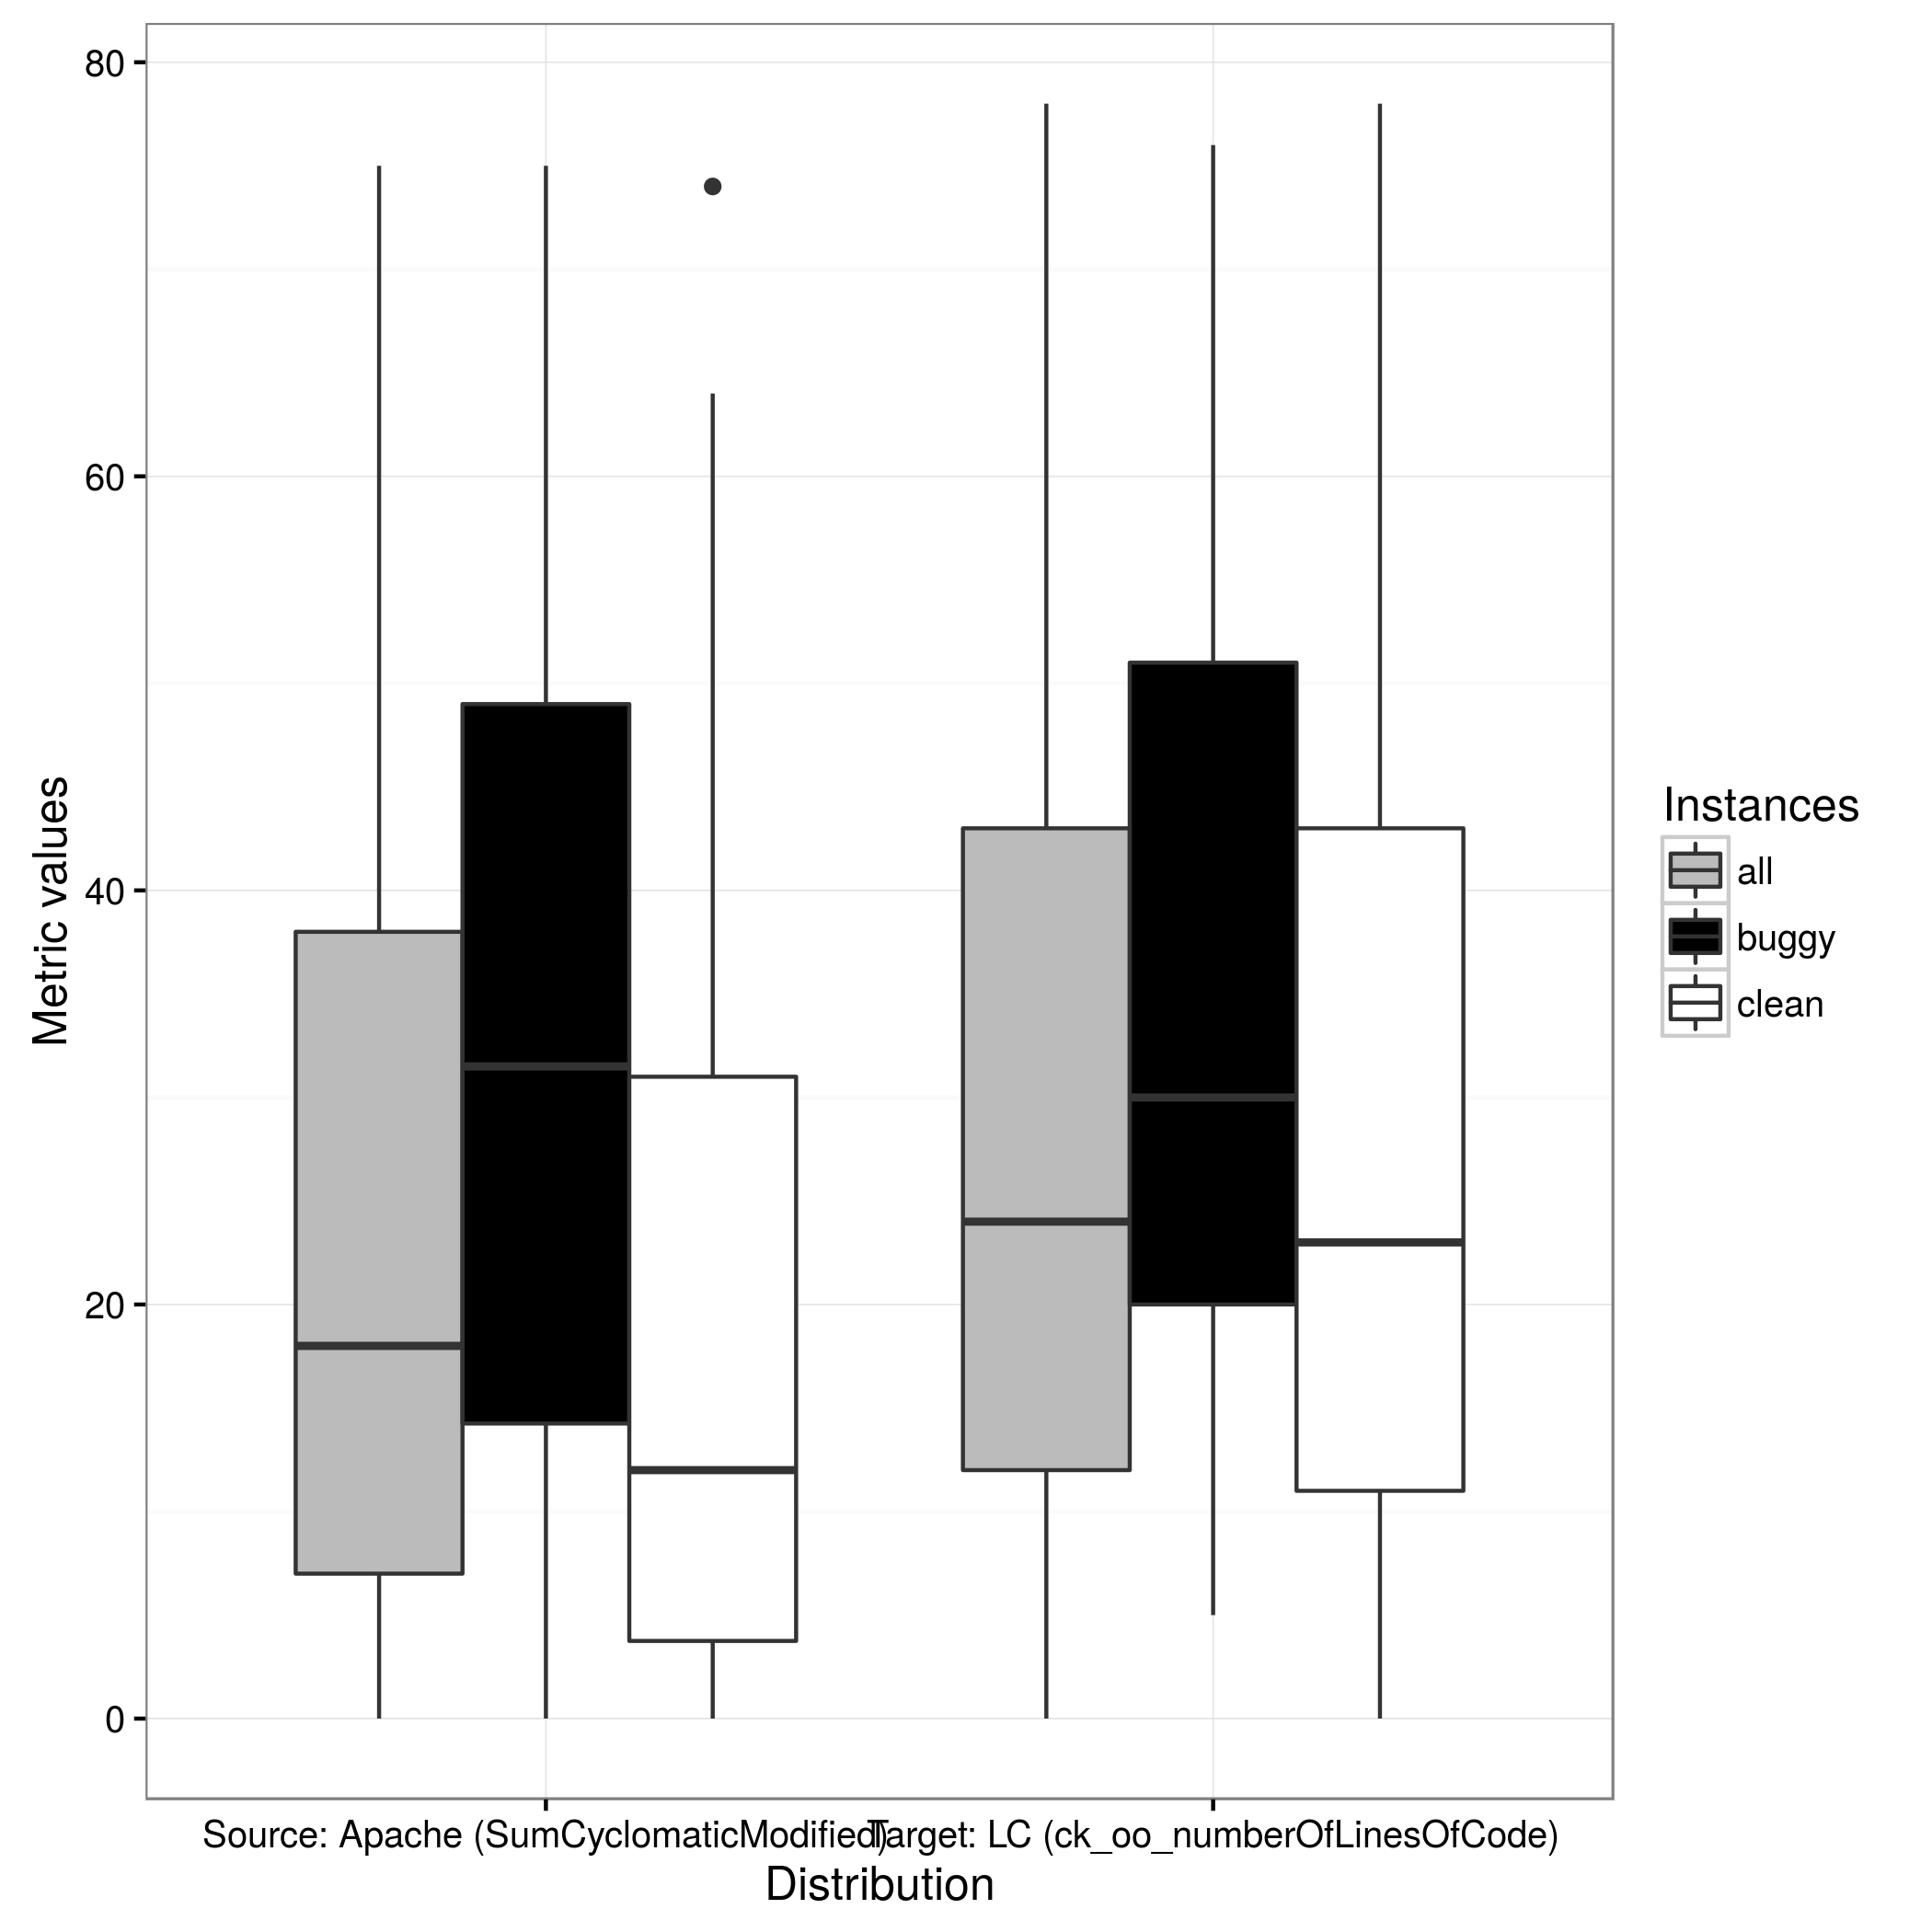 80
60
40
20
0
Metric values
Source: Apache (SumCyclomaticModified)
Target: LC (ck_oo_numberOfLinesOfCode)
Distribution
Instances
all
buggy
clean